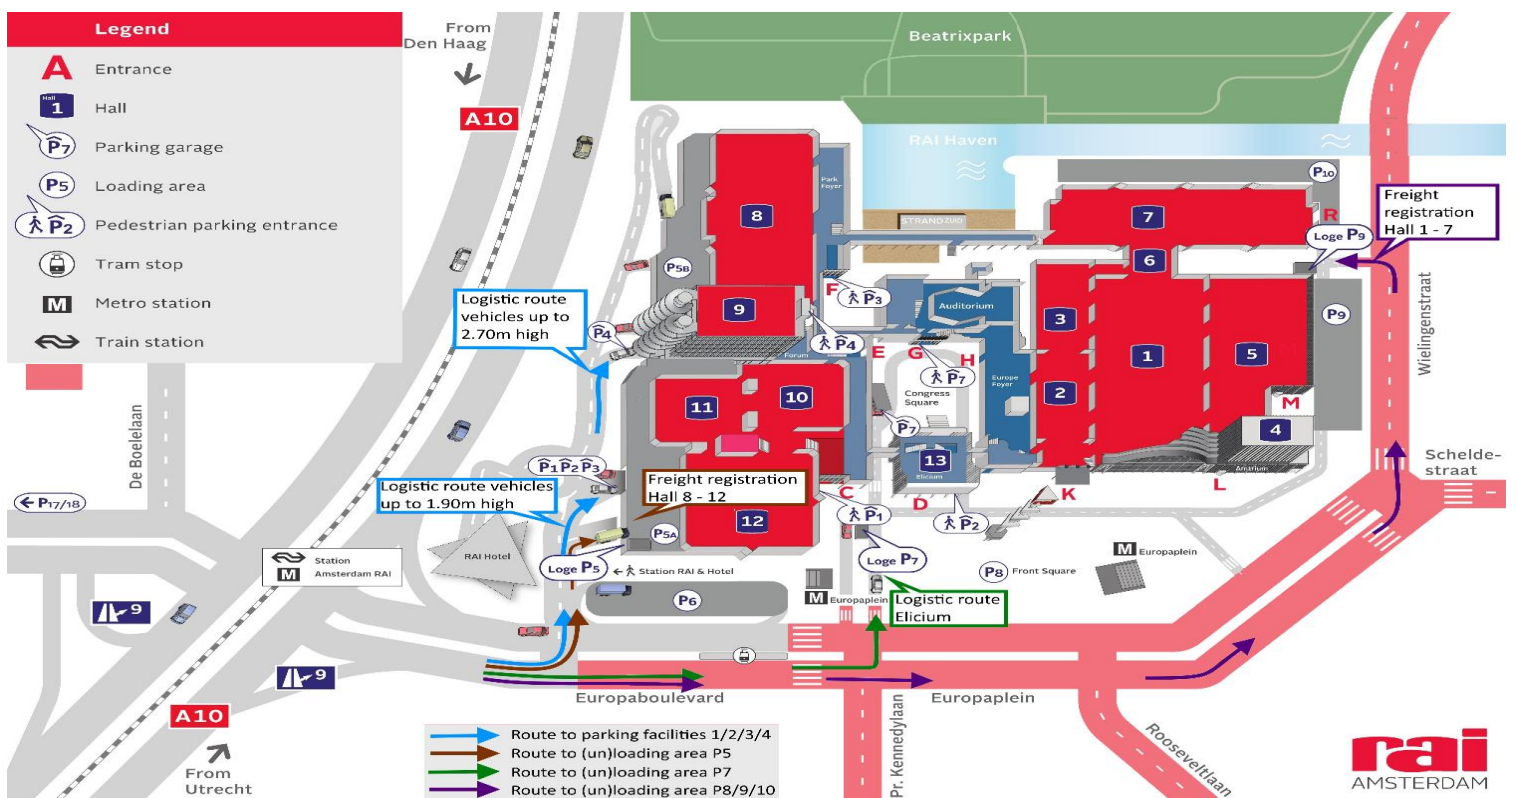 Legend
A Entrance
Hall 1 Hall
P7 Parking garage
P5 Loading area
P2 Pedestrian parking entrance
Tram stop
M Metro station
Train station
From
Den Haag
A10
Beatrixpark
RAI Haven
STRANDZUID
P10
Park
Foyer
8
7
R
Freight
registration
Hall 1 - 7
Loge P9
6
P5B
F
P3
Auditorium
Logistic route
vehicles up to
2.70m high
9
3
P9
Wielingenstraat
P4
P4
Forum
E
G
H
P7
1
5
Europe
Foyer
Congress
Square
De Boelelaan
11
10
2
M
P7
4
13
Elicium
Amtrium
Schelde-
straat
P1 P2 P3
Logistic route vehicles
up to 1.90m high
Freight registration
Hall 8 - 12
C
D
K
L
P17/18
P1
P2
12
P5A
RAI Hotel
Station
M Amsterdam RAI
Loge P5
Station RAI & Hotel
Loge P7
P8 Front Square
M Europaplein
9
P6
M Europaplein
Logistic route
Elicium
9
Europaboulevard
Europaplein
A10
From
Utrecht
Pr. Kennedylaan
Rooseveltlaan
Route to parking facilities 1/2/3/4
Route to (un)loading area P5
Route to (un)loading area P7
Route to (un)loading area P8/9/10
rai
AMSTERDAM